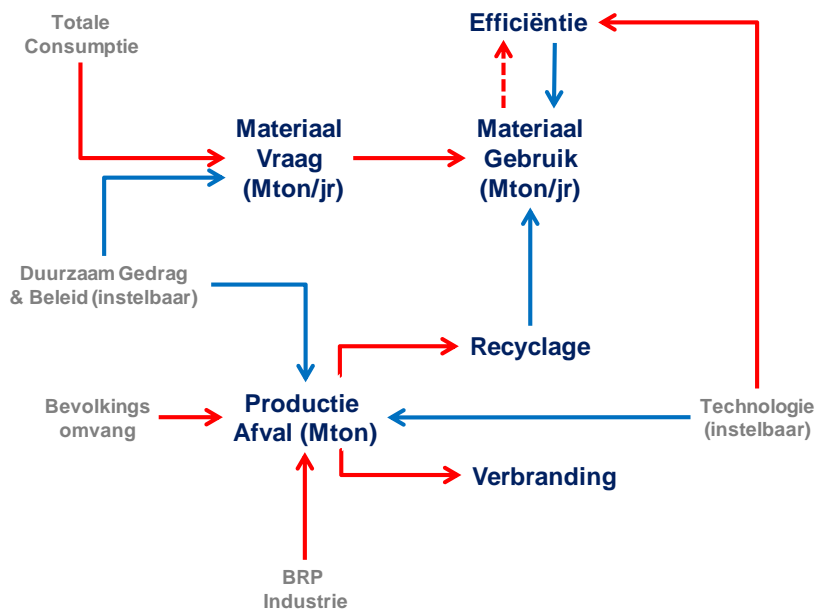 Totale
Consumptie
Efficiëntie
Materiaal
Vraag
(Mton/jr)
Materiaal
Gebruik
(Mton/jr)
Duurzaam Gedrag
& Beleid (instelbaar)
Recyclage
Bevolkings
omvang
Productie
Afval (Mton)
Technologie
(instelbaar)
Verbranding
BRP
Industrie